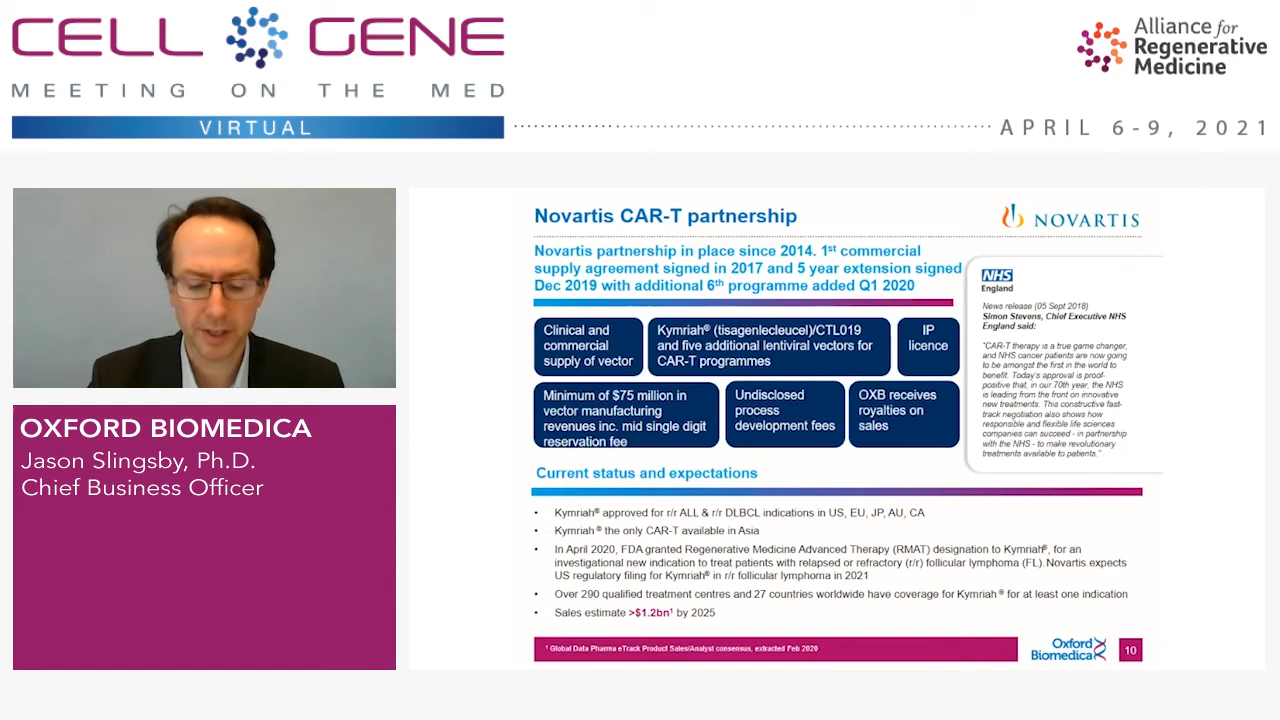 CELL GENE
MEETING ON THE MED
VIRTUAL
APRIL 6-9, 2021
Alliance for
Regenerative
Medicine
OXFORD BIOMEDICA
Jason Slingsby, Ph.D.
Chief Business Officer
Novartis CAR-T partnership
NOVARTIS
Novartis partnership in place since 2014. 1st commercial
supply agreement signed in 2017 and 5 year extension signed
Dec 2019 with additional 6th programme added Q1 2020
Clinical and
commercial
supply of vector
Kymriah® (tisagenlecleucel)/CTL019
and five additional lentiviral vectors for
CAR-T programmes
IP
licence
Minimum of $75 million in
vector manufacturing
revenues inc. mid single digit
reservation fee
Undisclosed
process
development fees
OXB receives
royalties on
sales
NHS
England
News release (05 Sept 2018)
Simon Stevens, Chief Executive NHS
England said:
"CAR-T therapy is a true game changer,
and NHS cancer patients are now going
to be amongst the first in the world to
benefit. Today's approval is proof-
positive that, in our 70th year, the NHS
is leading from the front on innovative
new treatments. This constructive fast-
track negotiation also shows how
responsible and flexible life sciences
companies can succeed - in partnership
with the NHS - to make revolutionary
treatments available to patients."
Current status and expectations
• Kymriah® approved for r/r ALL & r/r DLBCL indications in US, EU, JP, AU, CA
• Kymriah ® the only CAR-T available in Asia
• In April 2020, FDA granted Regenerative Medicine Advanced Therapy (RMAT) designation to Kymriah®, for an
investigational new indication to treat patients with relapsed or refractory (r/r) follicular lymphoma (FL). Novartis expects
US regulatory filing for Kymriah® in r/r follicular lymphoma in 2021
• Over 290 qualified treatment centres and 27 countries worldwide have coverage for Kymriah ® for at least one indication
• Sales estimate >$1.2bn¹ by 2025
¹ Global Data Pharma eTrack Product Sales/Analyst consensus, extracted Feb 2020
Oxford
Biomedica
10